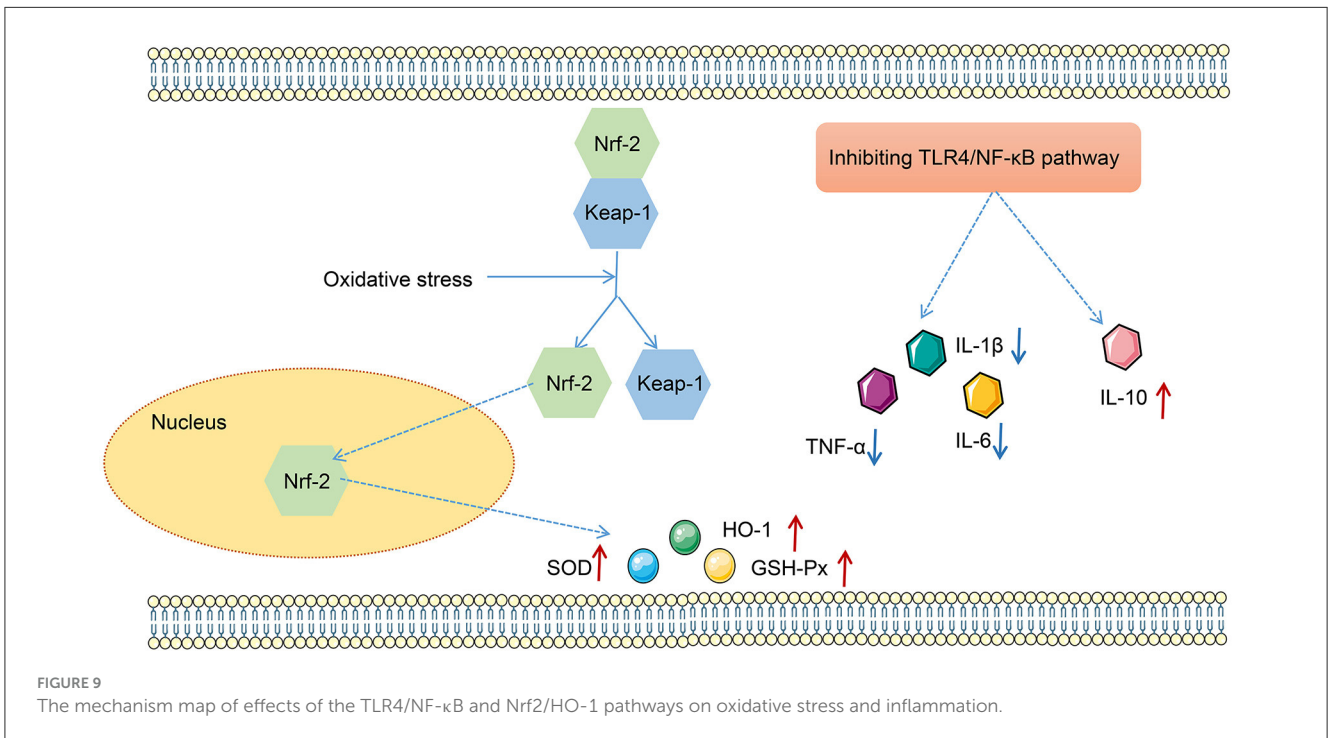 Nrf-2
Keap-1
Inhibiting TLR4/NF-κB pathway
Oxidative stress
Nrf-2
Keap-1
IL-1β
IL-10
TNF-α
IL-6
Nucleus
Nrf-2
HO-1
SOD
GSH-Px
FIGURE 9
The mechanism map of effects of the TLR4/NF-κB and Nrf2/HO-1 pathways on oxidative stress and inflammation.